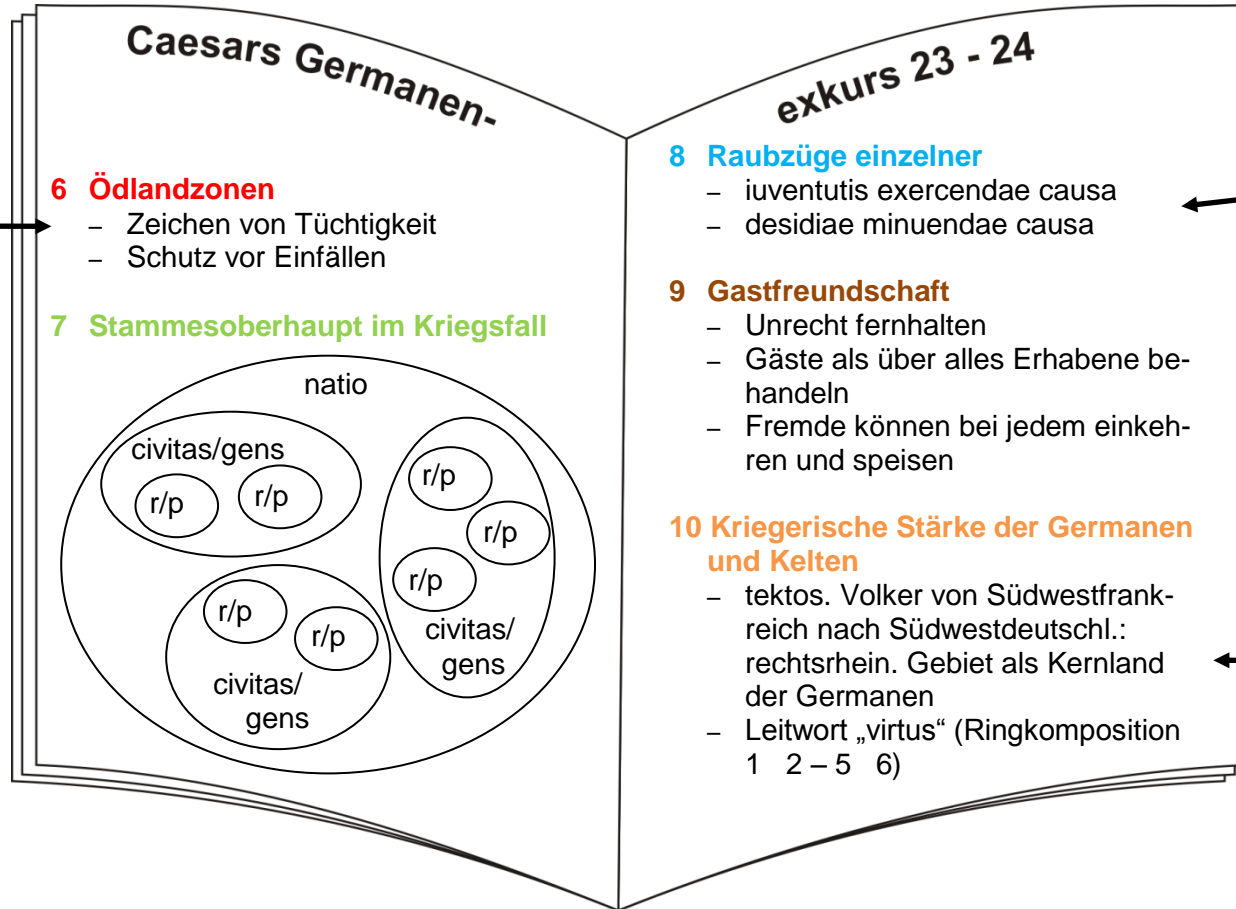 Caesars Germanen-
6 Ödlandzonen
– Zeichen von Tüchtigkeit
– Schutz vor Einfällen
7 Stammesoberhaupt im Kriegsfall
natio
civitas/gens
r/p r/p
r/p
r/p
r/p
civitas/
gens
r/p
r/p
civitas/
gens
exkurs 23 - 24
8 Raubzüge einzelner
– iuventutis exercendae causa
– desidiae minuendae causa
9 Gastfreundschaft
– Unrecht fernhalten
– Gäste als über alles Erhabene be-
handeln
– Fremde können bei jedem einkeh-
ren und speisen
10 Kriegerische Stärke der Germanen
und Kelten
– tektos. Volker von Südwestfrank-
reich nach Südwestdeutschl.:
rechtsrhein. Gebiet als Kernland
der Germanen
– Leitwort „virtus“ (Ringkomposition
1 2 – 5 6)